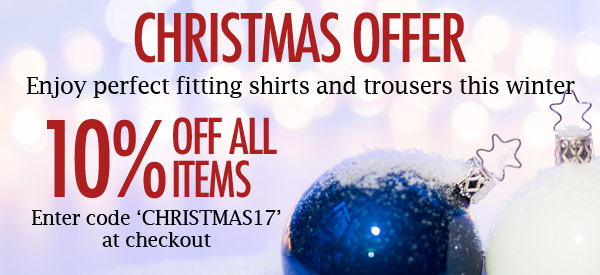 CHRISTMAS OFFER
Enjoy perfect fitting shirts and trousers this winter
10% OFF ALL
ITEMS
Enter code ‘CHRISTMAS17’
at checkout